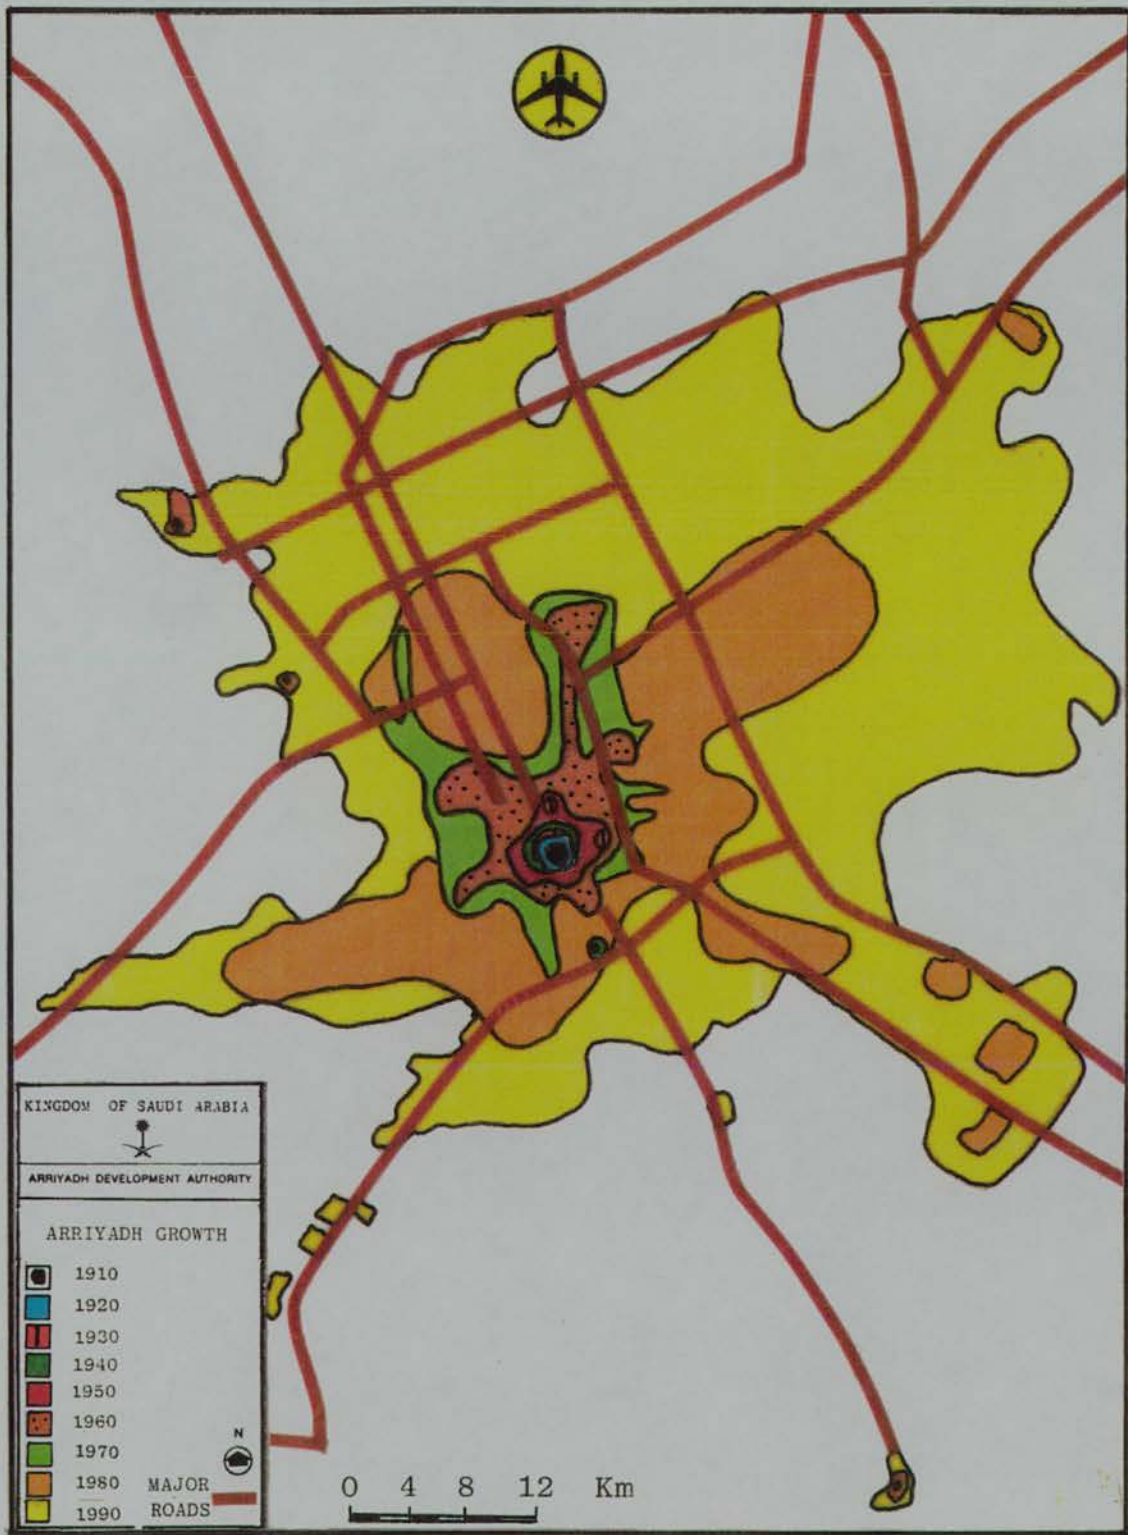 KINGDOM OF SAUDI ARABIA
ARRIYADH DEVELOPMENT AUTHORITY
ARRIYADH GROWTH
1910
1920
1930
1940
1950
1960
1970
1980
1990
N
MAJOR
ROADS
0 4 8 12 Km